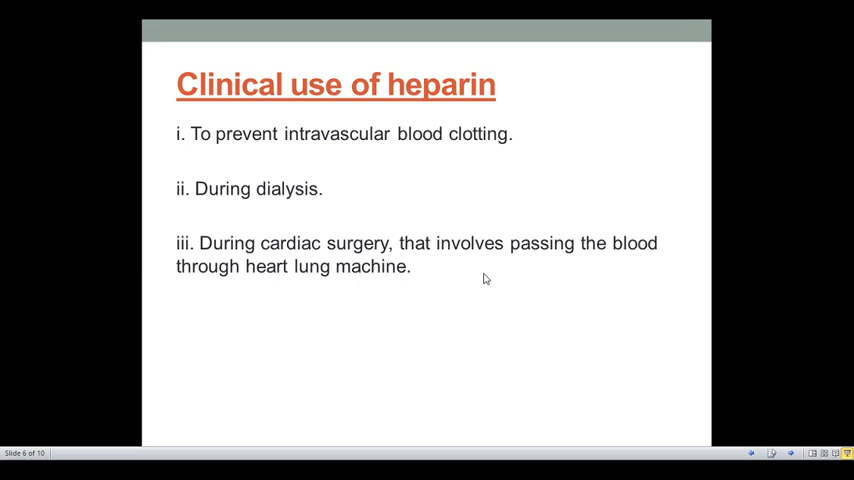 Clinical use of heparin
i. To prevent intravascular blood clotting.
ii. During dialysis.
iii. During cardiac surgery, that involves passing the blood
through heart lung machine.
Slide 6 of 10